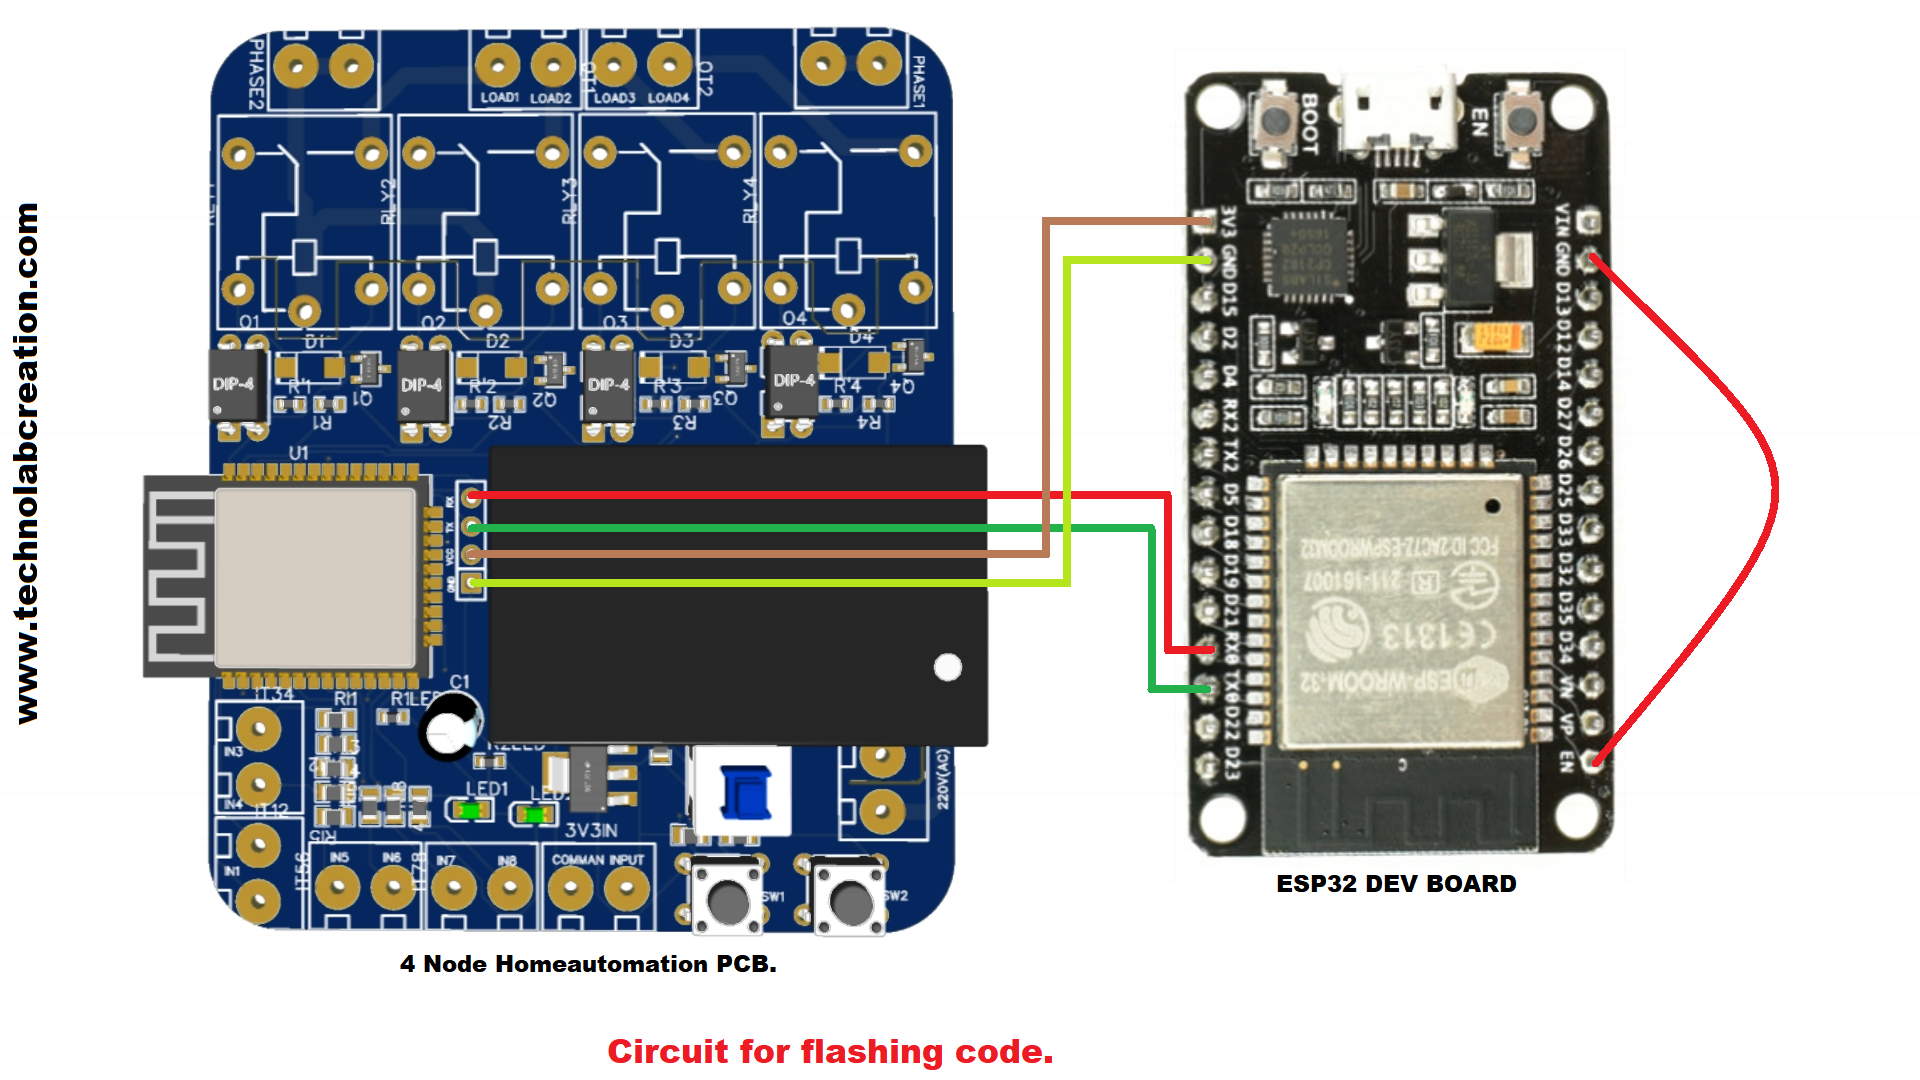 www.technolabcreation.com
PHASE2
LOAD1 LOAD2
OT1
LOAD3 LOAD4
OT2
PHASE1
RLY2
RLY3
RLY4
O1
O2
O3
O4
D1
D2
D3
D4
DIP-4
DIP-4
DIP-4
DIP-4
R'1
R'2
R'3
R'4
Q1
Q2
Q3
Q4
R1
R2
R3
R4
U1
RX
TX
VCC
GND
C1
IT34
IN3
IN4
IT12
IN1
LED1
3V3IN
220V(AC)
IT56
IN5 IN6
IT78
IN7 IN8
COMMAN INPUT
SW1
SW2
4 Node Homeautomation PCB.
BOOT
EN
3V3
GND
D15
D2
D4
RX2
TX2
D5
D18
D19
D21
RX0
TX0
D22
D23
VIN
GND
D13
D12
D14
D27
D26
D25
D33
D32
D35
D34
VN
VP
EN
FCC ID:2AC7Z-ESPWROOM32
R 211-161007
CE1313
ESP-WROOM-32
ESP32 DEV BOARD
Circuit for flashing code.